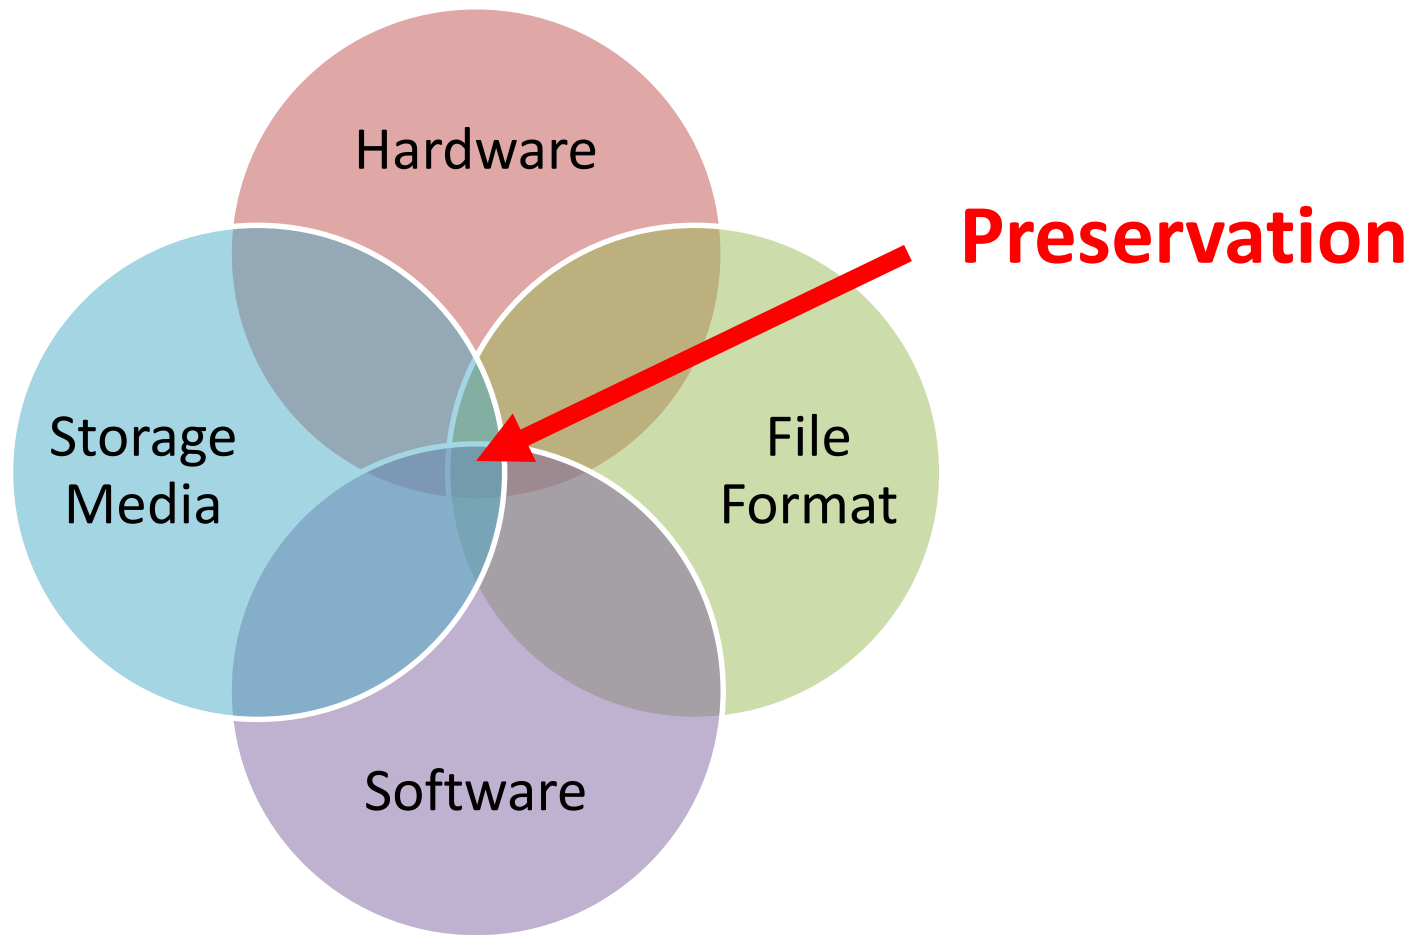 Hardware
Preservation
Storage
Media
File
Format
Software